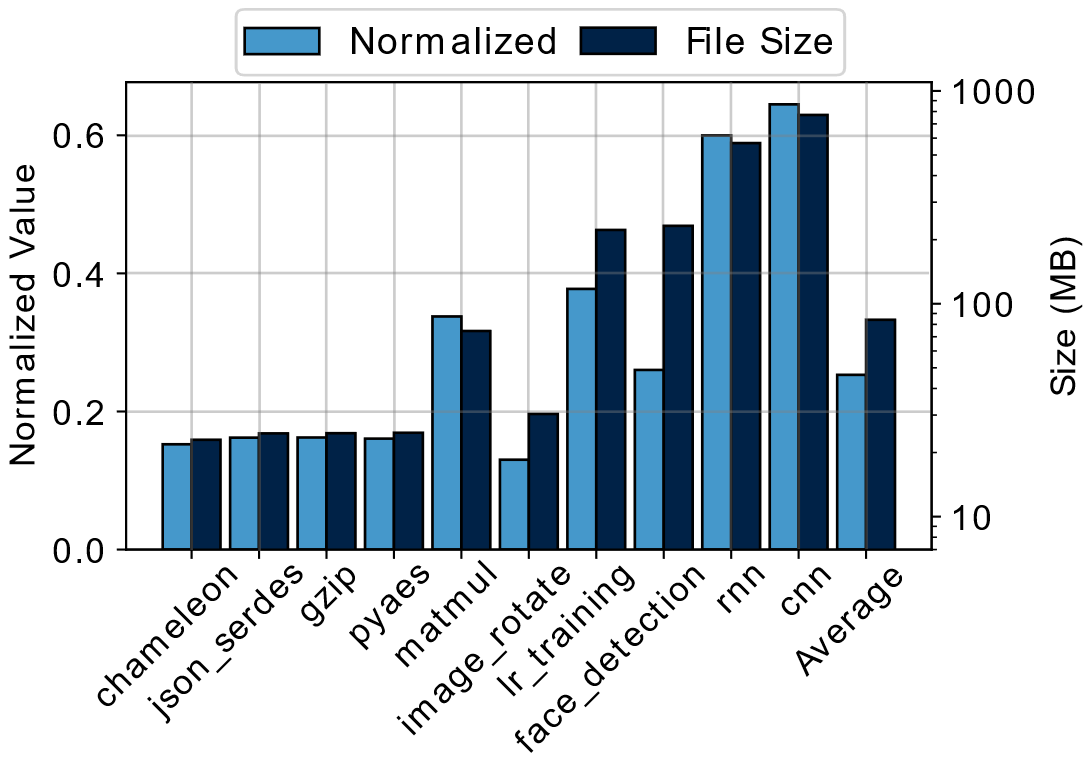 Normalized File Size
Normalized Value
0.6
0.4
0.2
0.0
1000
100
10
Size (MB)
chameleon
json_serdes
gzip
pyaes
matmul
image_rotate
lr_training
face_detection
rnn
cnn
Average